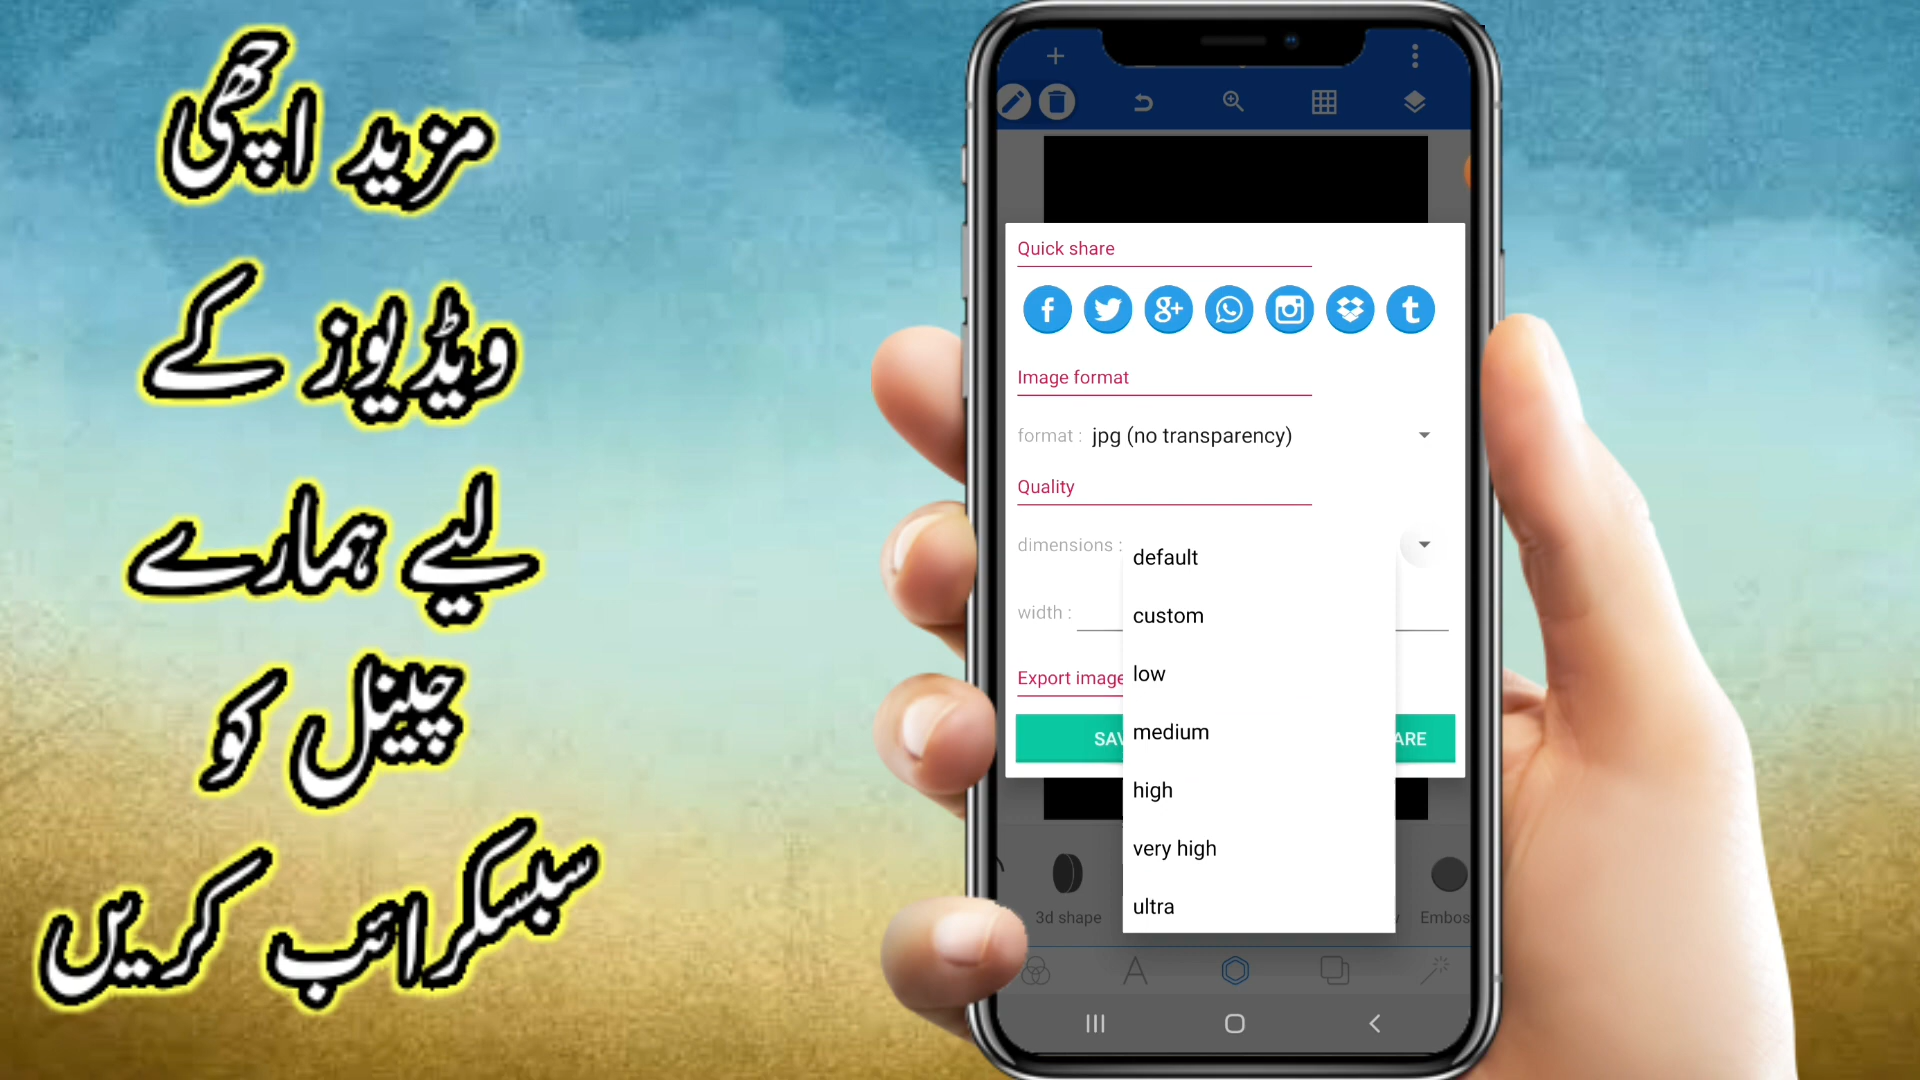 مزید اچھی
ویڈیوز کے
لیے ہمارے
چینل کو
سبسکرائب کریں
Quick share
Image format
format : jpg (no transparency)
Quality
dimensions :
default
width :
custom
low
Export image
medium
SAV
ARE
high
very high
ultra
3d shape
Embos